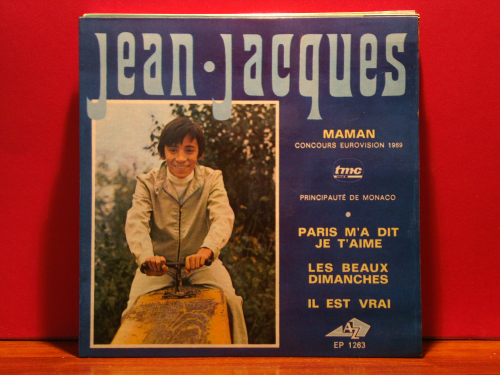 jean-jacques
MAMAN
CONCOURS EUROVISION 1969
tmc
PRINCIPAUTÉ DE MONACO
PARIS M'A DIT
JE T'AIME
LES BEAUX
DIMANCHES
IL EST VRAI
AZ
EP 1263